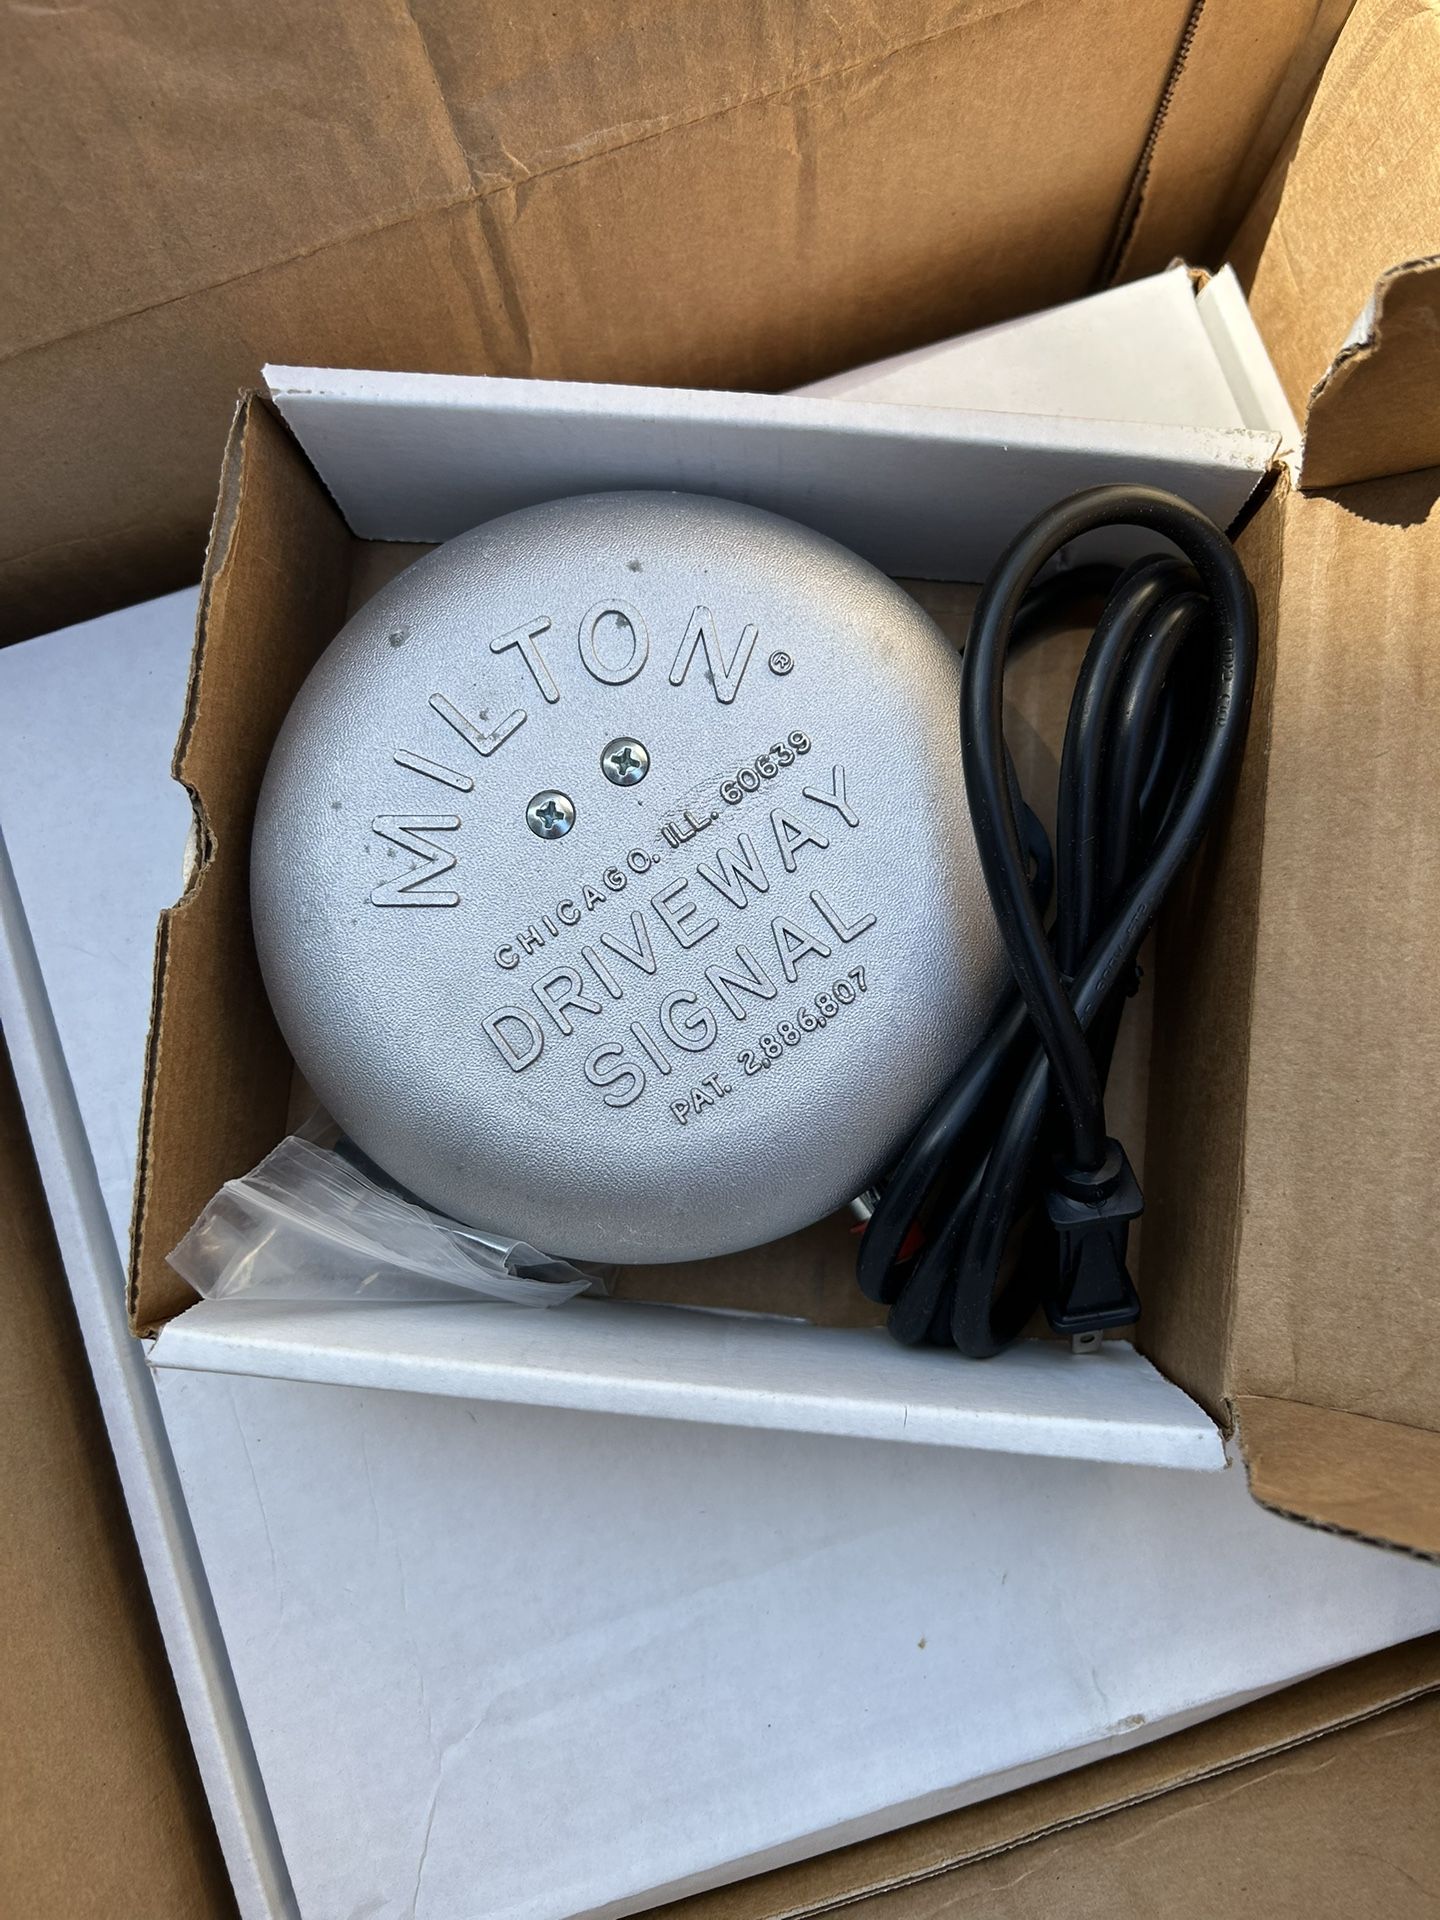 MILTON®
CHICAGO, ILL. 60639
DRIVEWAY
SIGNAL
PAT. 2,886,807